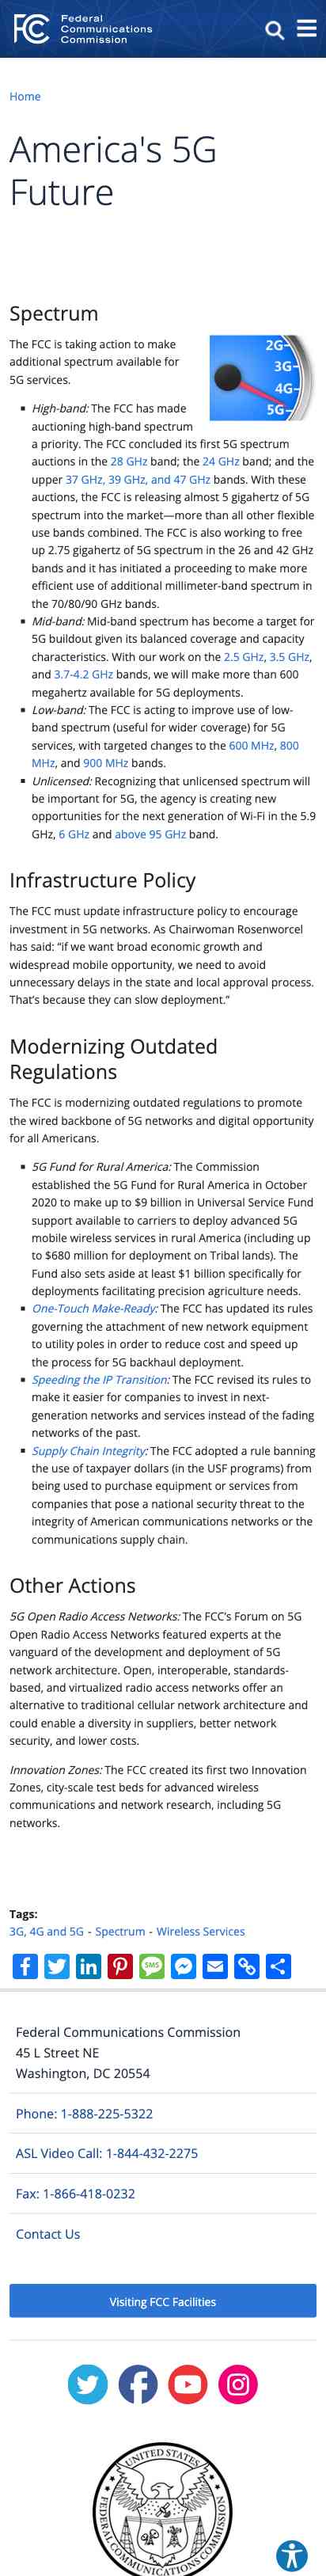 FCC Federal
Communications
Commission
Home
America's 5G
Future
Spectrum
The FCC is taking action to make
additional spectrum available for
5G services.
2G
3G
4G
5G
▪ High-band: The FCC has made
auctioning high-band spectrum
a priority. The FCC concluded its first 5G spectrum
auctions in the 28 GHz band; the 24 GHz band; and the
upper 37 GHz, 39 GHz, and 47 GHz bands. With these
auctions, the FCC is releasing almost 5 gigahertz of 5G
spectrum into the market—more than all other flexible
use bands combined. The FCC is also working to free
up 2.75 gigahertz of 5G spectrum in the 26 and 42 GHz
bands and it has initiated a proceeding to make more
efficient use of additional millimeter-band spectrum in
the 70/80/90 GHz bands.
▪ Mid-band: Mid-band spectrum has become a target for
5G buildout given its balanced coverage and capacity
characteristics. With our work on the 2.5 GHz, 3.5 GHz,
and 3.7-4.2 GHz bands, we will make more than 600
megahertz available for 5G deployments.
▪ Low-band: The FCC is acting to improve use of low-
band spectrum (useful for wider coverage) for 5G
services, with targeted changes to the 600 MHz, 800
MHz, and 900 MHz bands.
▪ Unlicensed: Recognizing that unlicensed spectrum will
be important for 5G, the agency is creating new
opportunities for the next generation of Wi-Fi in the 5.9
GHz, 6 GHz and above 95 GHz band.
Infrastructure Policy
The FCC must update infrastructure policy to encourage
investment in 5G networks. As Chairwoman Rosenworcel
has said: “if we want broad economic growth and
widespread mobile opportunity, we need to avoid
unnecessary delays in the state and local approval process.
That’s because they can slow deployment.”
Modernizing Outdated
Regulations
The FCC is modernizing outdated regulations to promote
the wired backbone of 5G networks and digital opportunity
for all Americans.
▪ 5G Fund for Rural America: The Commission
established the 5G Fund for Rural America in October
2020 to make up to $9 billion in Universal Service Fund
support available to carriers to deploy advanced 5G
mobile wireless services in rural America (including up
to $680 million for deployment on Tribal lands). The
Fund also sets aside at least $1 billion specifically for
deployments facilitating precision agriculture needs.
▪ One-Touch Make-Ready: The FCC has updated its rules
governing the attachment of new network equipment
to utility poles in order to reduce cost and speed up
the process for 5G backhaul deployment.
▪ Speeding the IP Transition: The FCC revised its rules to
make it easier for companies to invest in next-
generation networks and services instead of the fading
networks of the past.
▪ Supply Chain Integrity: The FCC adopted a rule banning
the use of taxpayer dollars (in the USF programs) from
being used to purchase equipment or services from
companies that pose a national security threat to the
integrity of American communications networks or the
communications supply chain.
Other Actions
5G Open Radio Access Networks: The FCC’s Forum on 5G
Open Radio Access Networks featured experts at the
vanguard of the development and deployment of 5G
network architecture. Open, interoperable, standards-
based, and virtualized radio access networks offer an
alternative to traditional cellular network architecture and
could enable a diversity in suppliers, better network
security, and lower costs.
Innovation Zones: The FCC created its first two Innovation
Zones, city-scale test beds for advanced wireless
communications and network research, including 5G
networks.
Tags:
3G, 4G and 5G - Spectrum - Wireless Services
SMS
Federal Communications Commission
45 L Street NE
Washington, DC 20554
Phone: 1-888-225-5322
ASL Video Call: 1-844-432-2275
Fax: 1-866-418-0232
Contact Us
Visiting FCC Facilities
UNITED STATES
FEDERAL COMMUNICATIONS COMMISSION